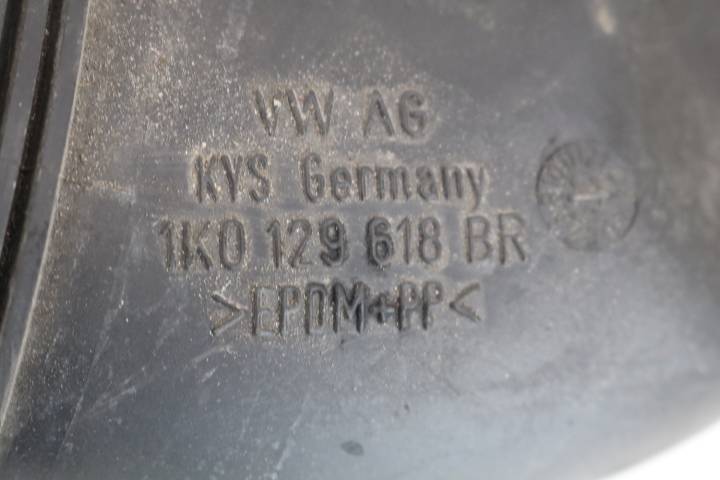 VW AG
KYS Germany
1K0 129 618 BR
>EPDM+PP<